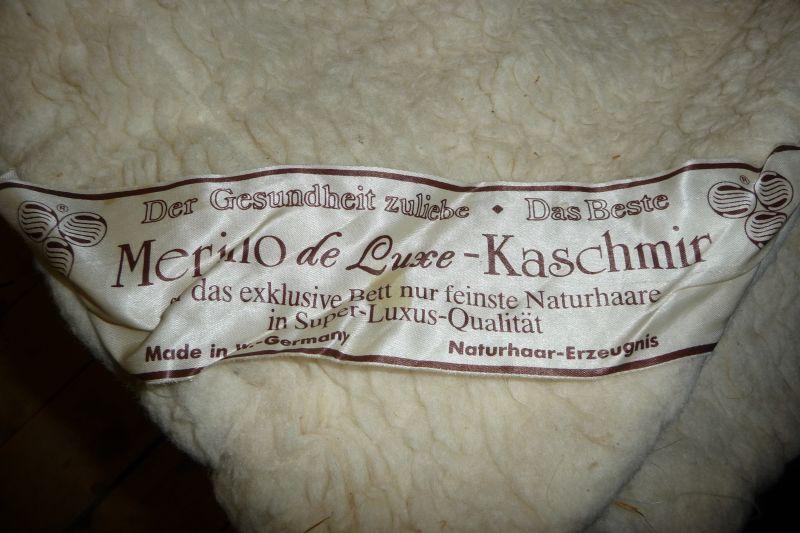 Der Gesundheit zuliebe ◆ Das Beste
Merino de Luxe - Kaschmir
das exklusive Bett nur feinste Naturhaare
in Super-Luxus-Qualität
Made in W.-Germany Naturhaar-Erzeugnis